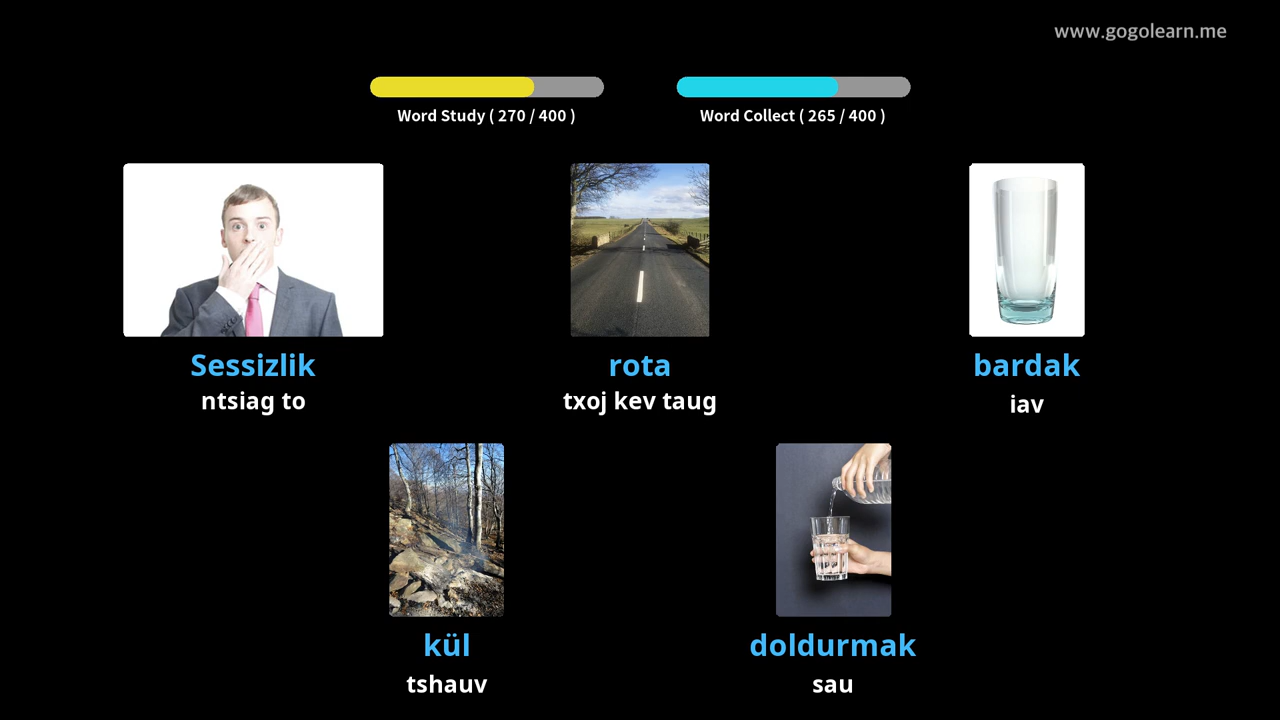 www.gogolearn.me
Word Study ( 270 / 400 )
Word Collect ( 265 / 400 )
Sessizlik
ntsiag to
rota
txoj kev taug
bardak
iav
kül
tshauv
doldurmak
sau